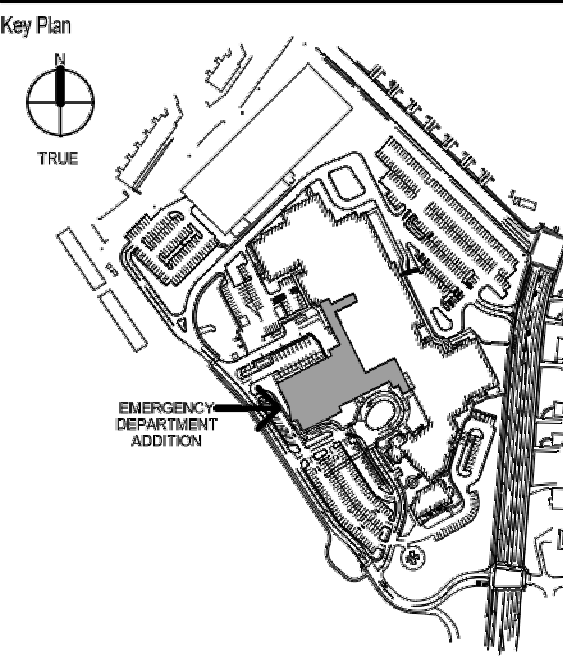 Key Plan
N
TRUE
EMERGENCY
DEPARTMENT
ADDITION